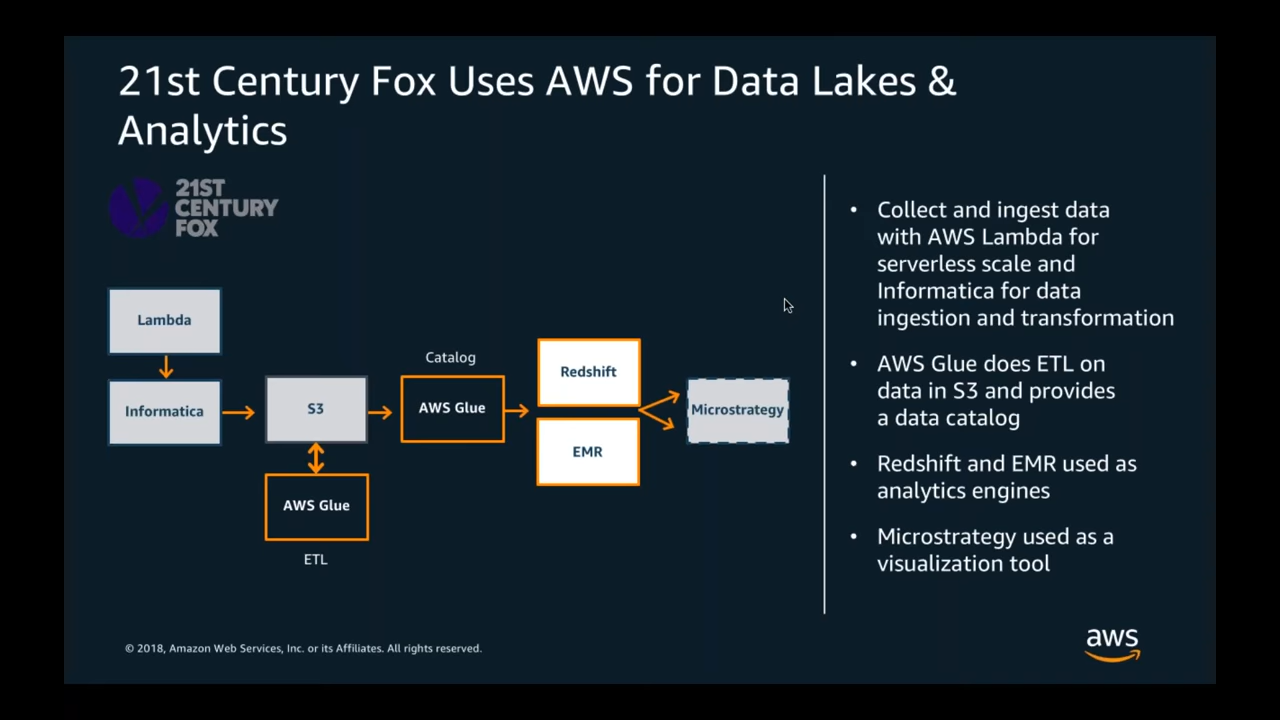 21st Century Fox Uses AWS for Data Lakes &
Analytics
21ST
CENTURY
FOX
Lambda
Informatica
S3
AWS Glue
ETL
Catalog
AWS Glue
Redshift
EMR
Microstrategy
• Collect and ingest data
with AWS Lambda for
serverless scale and
Informatica for data
ingestion and transformation
• AWS Glue does ETL on
data in S3 and provides
a data catalog
• Redshift and EMR used as
analytics engines
• Microstrategy used as a
visualization tool
© 2018, Amazon Web Services, Inc. or its Affiliates. All rights reserved.
aws